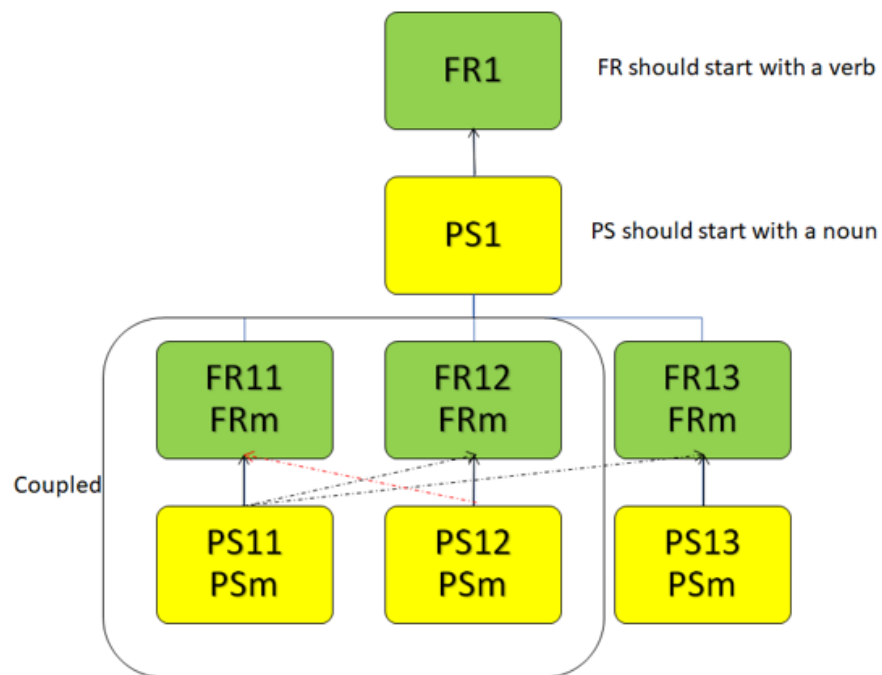 FR1
FR should start with a verb
PS1
PS should start with a noun
FR11
FRm
FR12
FRm
FR13
FRm
Coupled
PS11
PSm
PS12
PSm
PS13
PSm